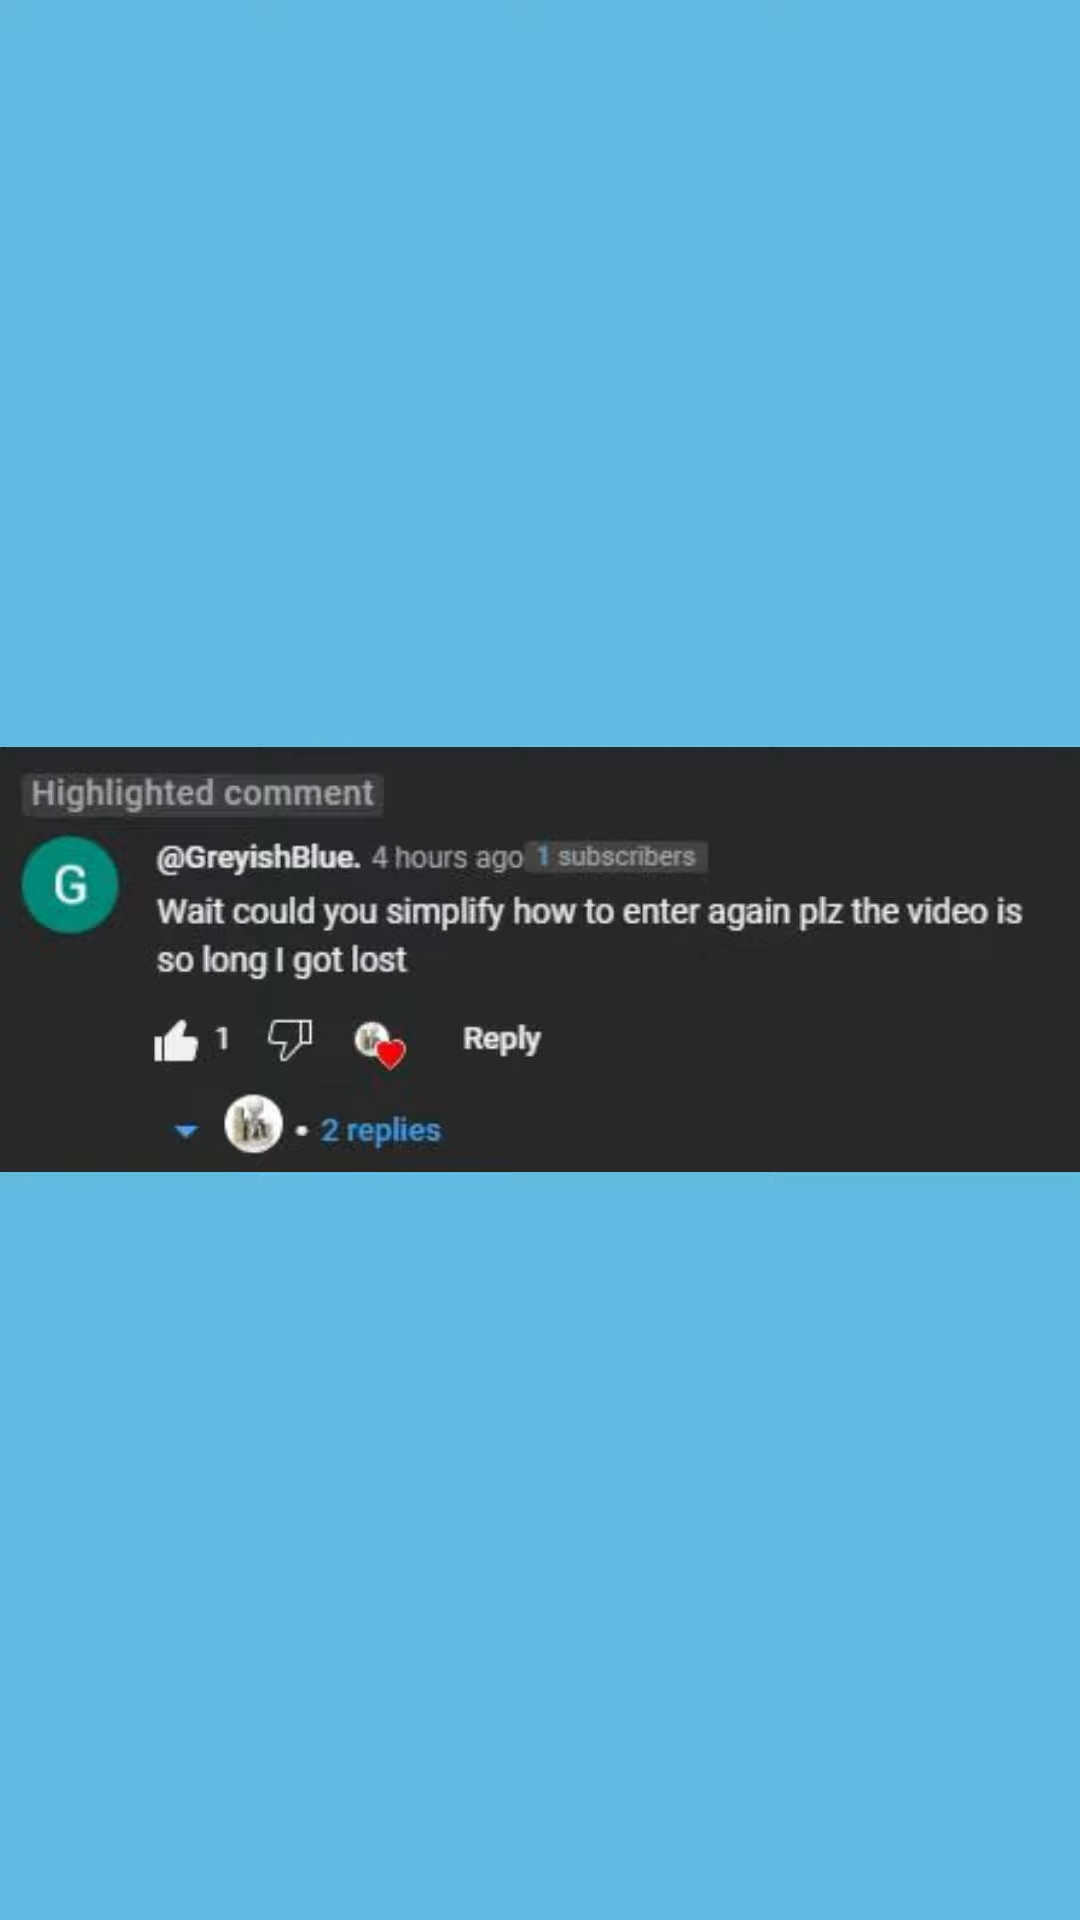 Highlighted comment
G
@GreyishBlue. 4 hours ago 1 subscribers
Wait could you simplify how to enter again plz the video is
so long I got lost
1 Reply
• 2 replies